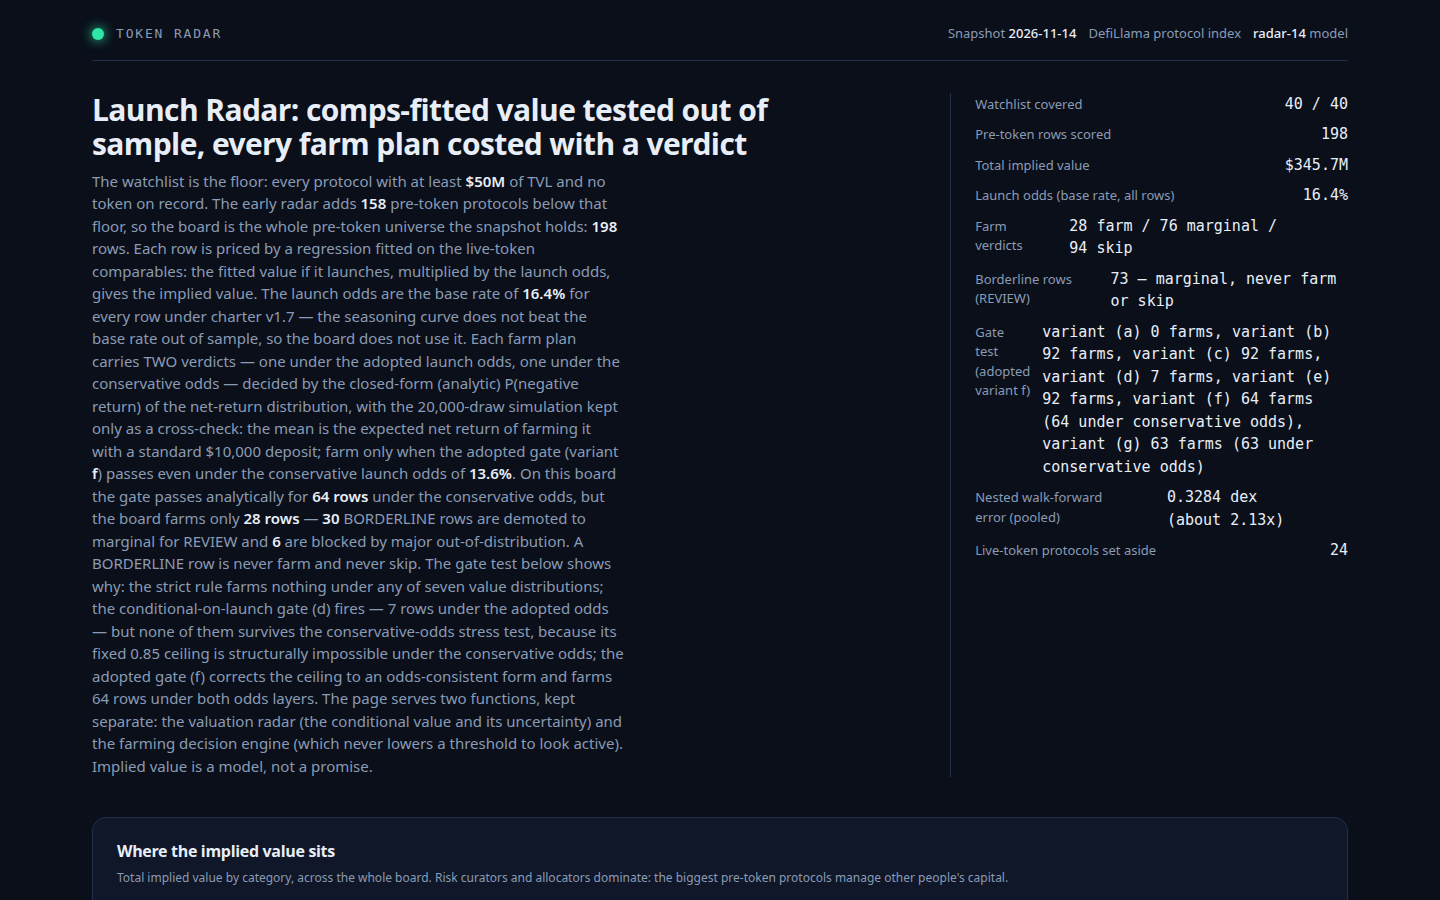 TOKEN RADAR
Snapshot 2026-11-14 DefiLlama protocol index radar-14 model
Launch Radar: comps-fitted value tested out of
sample, every farm plan costed with a verdict
The watchlist is the floor: every protocol with at least $50M of TVL and no
token on record. The early radar adds 158 pre-token protocols below that
floor, so the board is the whole pre-token universe the snapshot holds: 198
rows. Each row is priced by a regression fitted on the live-token
comparables: the fitted value if it launches, multiplied by the launch odds,
gives the implied value. The launch odds are the base rate of 16.4% for
every row under charter v1.7 — the seasoning curve does not beat the
base rate out of sample, so the board does not use it. Each farm plan
carries TWO verdicts — one under the adopted launch odds, one under the
conservative odds — decided by the closed-form (analytic) P(negative
return) of the net-return distribution, with the 20,000-draw simulation kept
only as a cross-check: the mean is the expected net return of farming it
with a standard $10,000 deposit; farm only when the adopted gate (variant
f) passes even under the conservative launch odds of 13.6%. On this board
the gate passes analytically for 64 rows under the conservative odds, but
the board farms only 28 rows — 30 BORDERLINE rows are demoted to
marginal for REVIEW and 6 are blocked by major out-of-distribution. A
BORDERLINE row is never farm and never skip. The gate test below shows
why: the strict rule farms nothing under any of seven value distributions;
the conditional-on-launch gate (d) fires — 7 rows under the adopted odds
— but none of them survives the conservative-odds stress test, because its
fixed 0.85 ceiling is structurally impossible under the conservative odds; the
adopted gate (f) corrects the ceiling to an odds-consistent form and farms
64 rows under both odds layers. The page serves two functions, kept
separate: the valuation radar (the conditional value and its uncertainty) and
the farming decision engine (which never lowers a threshold to look active).
Implied value is a model, not a promise.
Watchlist covered 40 / 40
Pre-token rows scored 198
Total implied value $345.7M
Launch odds (base rate, all rows) 16.4%
Farm 28 farm / 76 marginal /
verdicts 94 skip
Borderline rows 73 — marginal, never farm
(REVIEW) or skip
Gate variant (a) 0 farms, variant (b)
test 92 farms, variant (c) 92 farms,
(adopted variant (d) 7 farms, variant (e)
variant f) 92 farms, variant (f) 64 farms
(64 under conservative odds),
variant (g) 63 farms (63 under
conservative odds)
Nested walk-forward 0.3284 dex
error (pooled) (about 2.13x)
Live-token protocols set aside 24
Where the implied value sits
Total implied value by category, across the whole board. Risk curators and allocators dominate: the biggest pre-token protocols manage other people's capital.